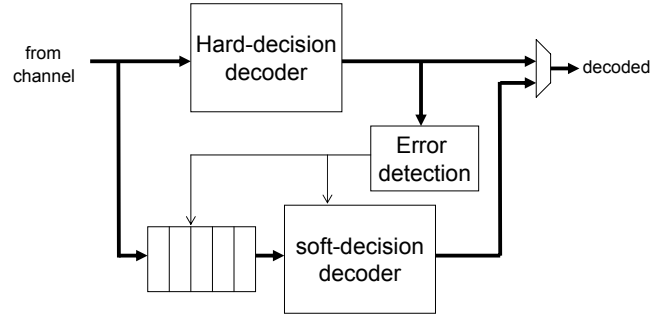 from
channel
Hard-decision
decoder
decoded
Error
detection
soft-decision
decoder